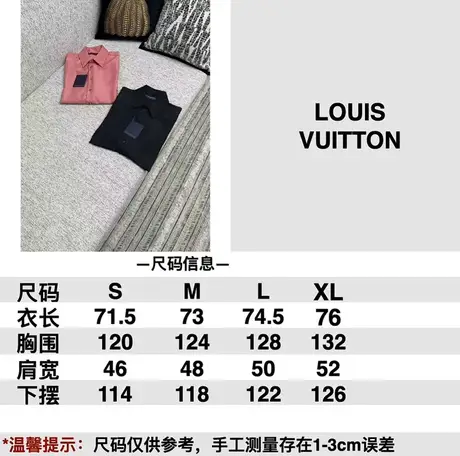 LOUIS
VUITTON
—尺码信息—
尺码 S M L XL
衣长 71.5 73 74.5 76
胸围 120 124 128 132
肩宽 46 48 50 52
下摆 114 118 122 126
*温馨提示：尺码仅供参考，手工测量存在1-3cm误差